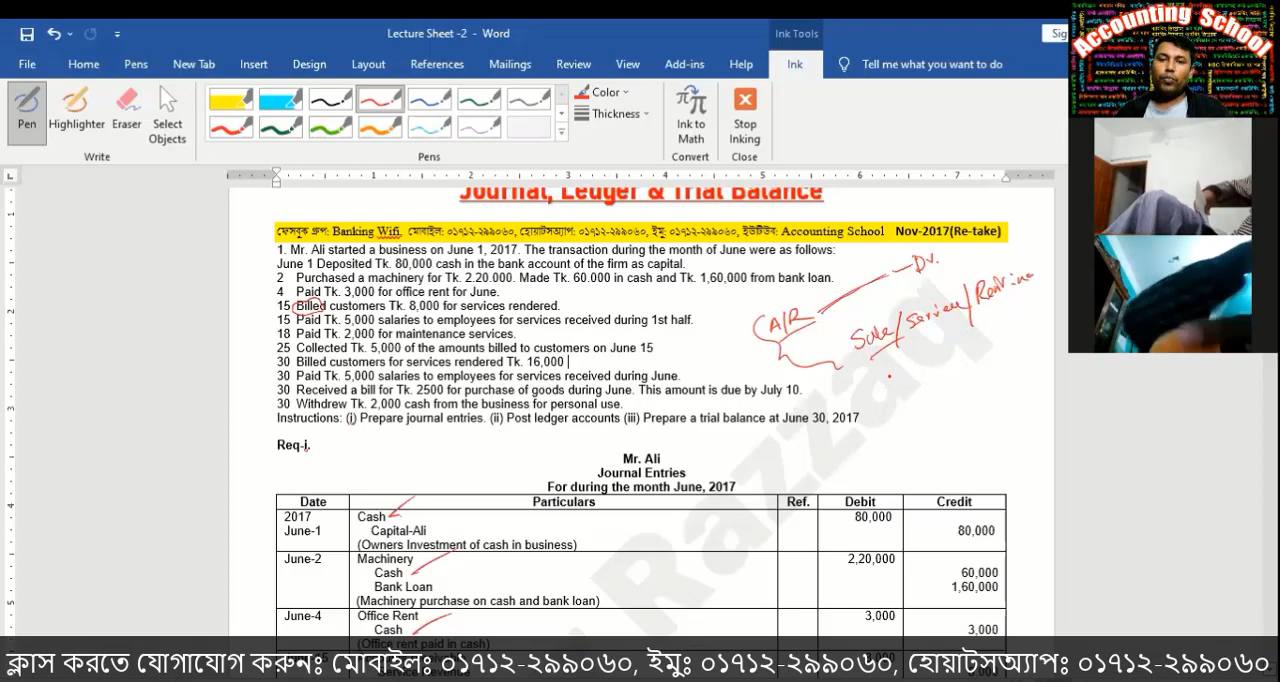 Lecture Sheet -2 - Word
Ink Tools
Accounting School
File Home Pens New Tab Insert Design Layout References Mailings Review View Add-ins Help Ink Tell me what you want to do
Pen Highlighter Eraser Select Objects
Color
Thickness
Ink to Math
Stop Inking
Write Pens Convert Close
Journal, Ledger & Trial Balance
ফেসবুক গ্রুপ: Banking Wifi, মোবাইল: ০১৭১২-২৯৯০৬০, হোয়াটসঅ্যাপ: ০১৭১২-২৯৯০৬০, ইমু: ০১৭১২-২৯৯০৬০, ইউটিউব: Accounting School Nov-2017(Re-take)
1. Mr. Ali started a business on June 1, 2017. The transaction during the month of June were as follows:
June 1 Deposited Tk. 80,000 cash in the bank account of the firm as capital.
2 Purchased a machinery for Tk. 2.20.000. Made Tk. 60.000 in cash and Tk. 1,60,000 from bank loan.
4 Paid Tk. 3,000 for office rent for June.
15 Billed customers Tk. 8,000 for services rendered.
15 Paid Tk. 5,000 salaries to employees for services received during 1st half.
18 Paid Tk. 2,000 for maintenance services.
25 Collected Tk. 5,000 of the amounts billed to customers on June 15
30 Billed customers for services rendered Tk. 16,000
30 Paid Tk. 5,000 salaries to employees for services received during June.
30 Received a bill for Tk. 2500 for purchase of goods during June. This amount is due by July 10.
30 Withdrew Tk. 2,000 cash from the business for personal use.
Instructions: (i) Prepare journal entries. (ii) Post ledger accounts (iii) Prepare a trial balance at June 30, 2017
A/R Dr.
Sale/Service/
Razzaq
Req-i.
Mr. Ali
Journal Entries
For during the month June, 2017
Date Particulars Ref. Debit Credit
2017 Cash 80,000
June-1 Capital-Ali 80,000
(Owners Investment of cash in business)
June-2 Machinery 2,20,000
Cash 60,000
Bank Loan 1,60,000
(Machinery purchase on cash and bank loan)
June-4 Office Rent 3,000
Cash 3,000
(Office rent paid in cash)
Service Revenue
ক্লাস করতে যোগাযোগ করুনঃ মোবাইলঃ ০১৭১২-২৯৯০৬০, ইমুঃ ০১৭১২-২৯৯০৬০, হোয়াটসঅ্যাপঃ ০১৭১২-২৯৯০৬০